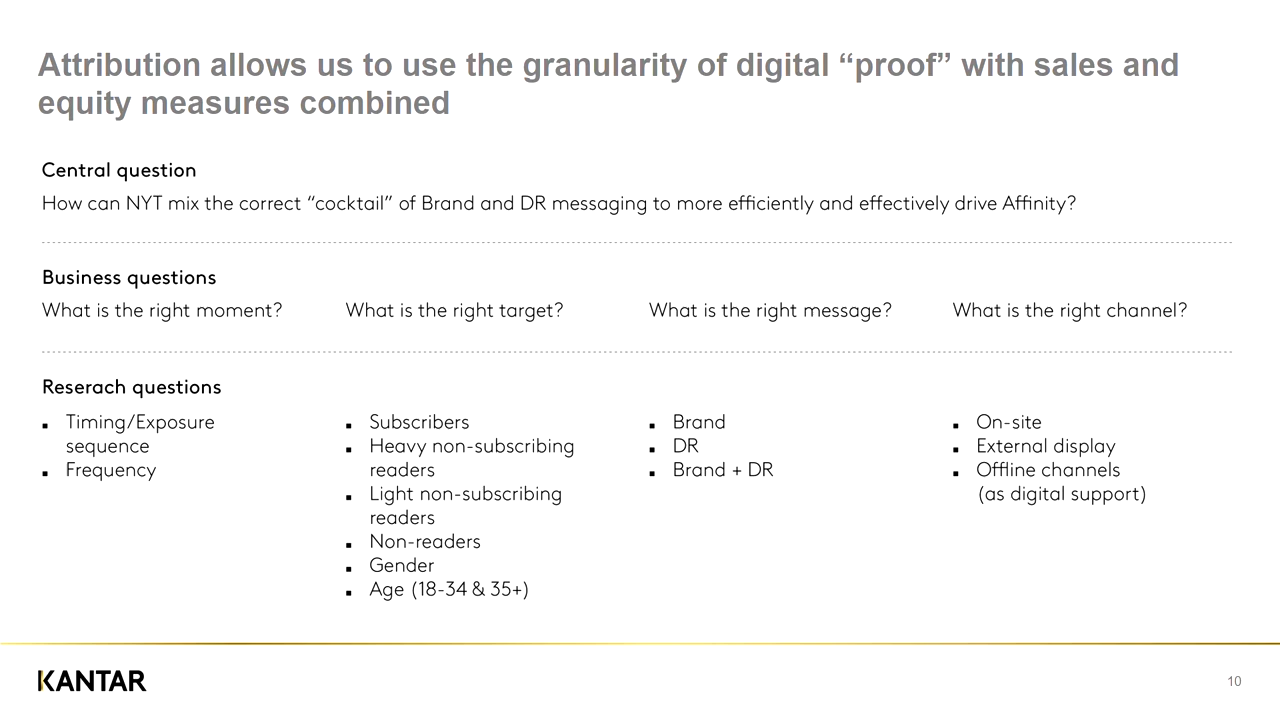 Attribution allows us to use the granularity of digital “proof” with sales and
equity measures combined
Central question
How can NYT mix the correct “cocktail” of Brand and DR messaging to more efficiently and effectively drive Affinity?
Business questions
What is the right moment?
What is the right target?
What is the right message?
What is the right channel?
Reserach questions
▪ Timing/Exposure
sequence
▪ Frequency
▪ Subscribers
▪ Heavy non-subscribing
readers
▪ Light non-subscribing
readers
▪ Non-readers
▪ Gender
▪ Age (18-34 & 35+)
▪ Brand
▪ DR
▪ Brand + DR
▪ On-site
▪ External display
▪ Offline channels
(as digital support)
KANTAR
10